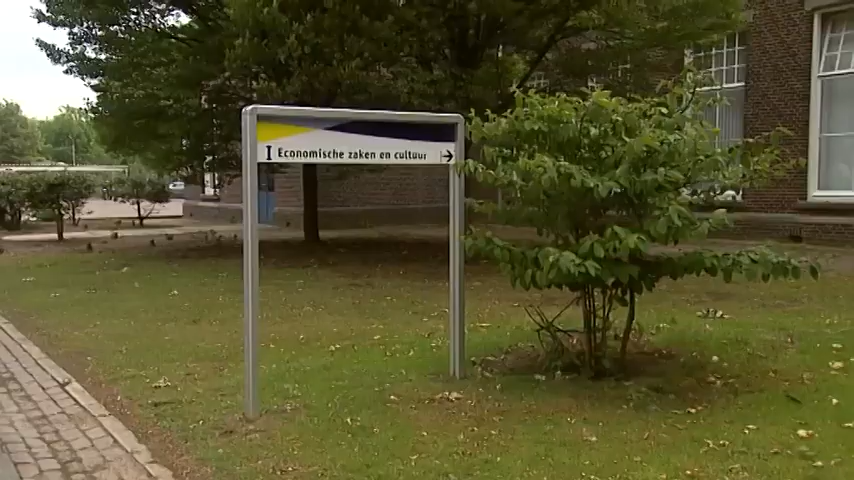 I Economische zaken en cultuur →